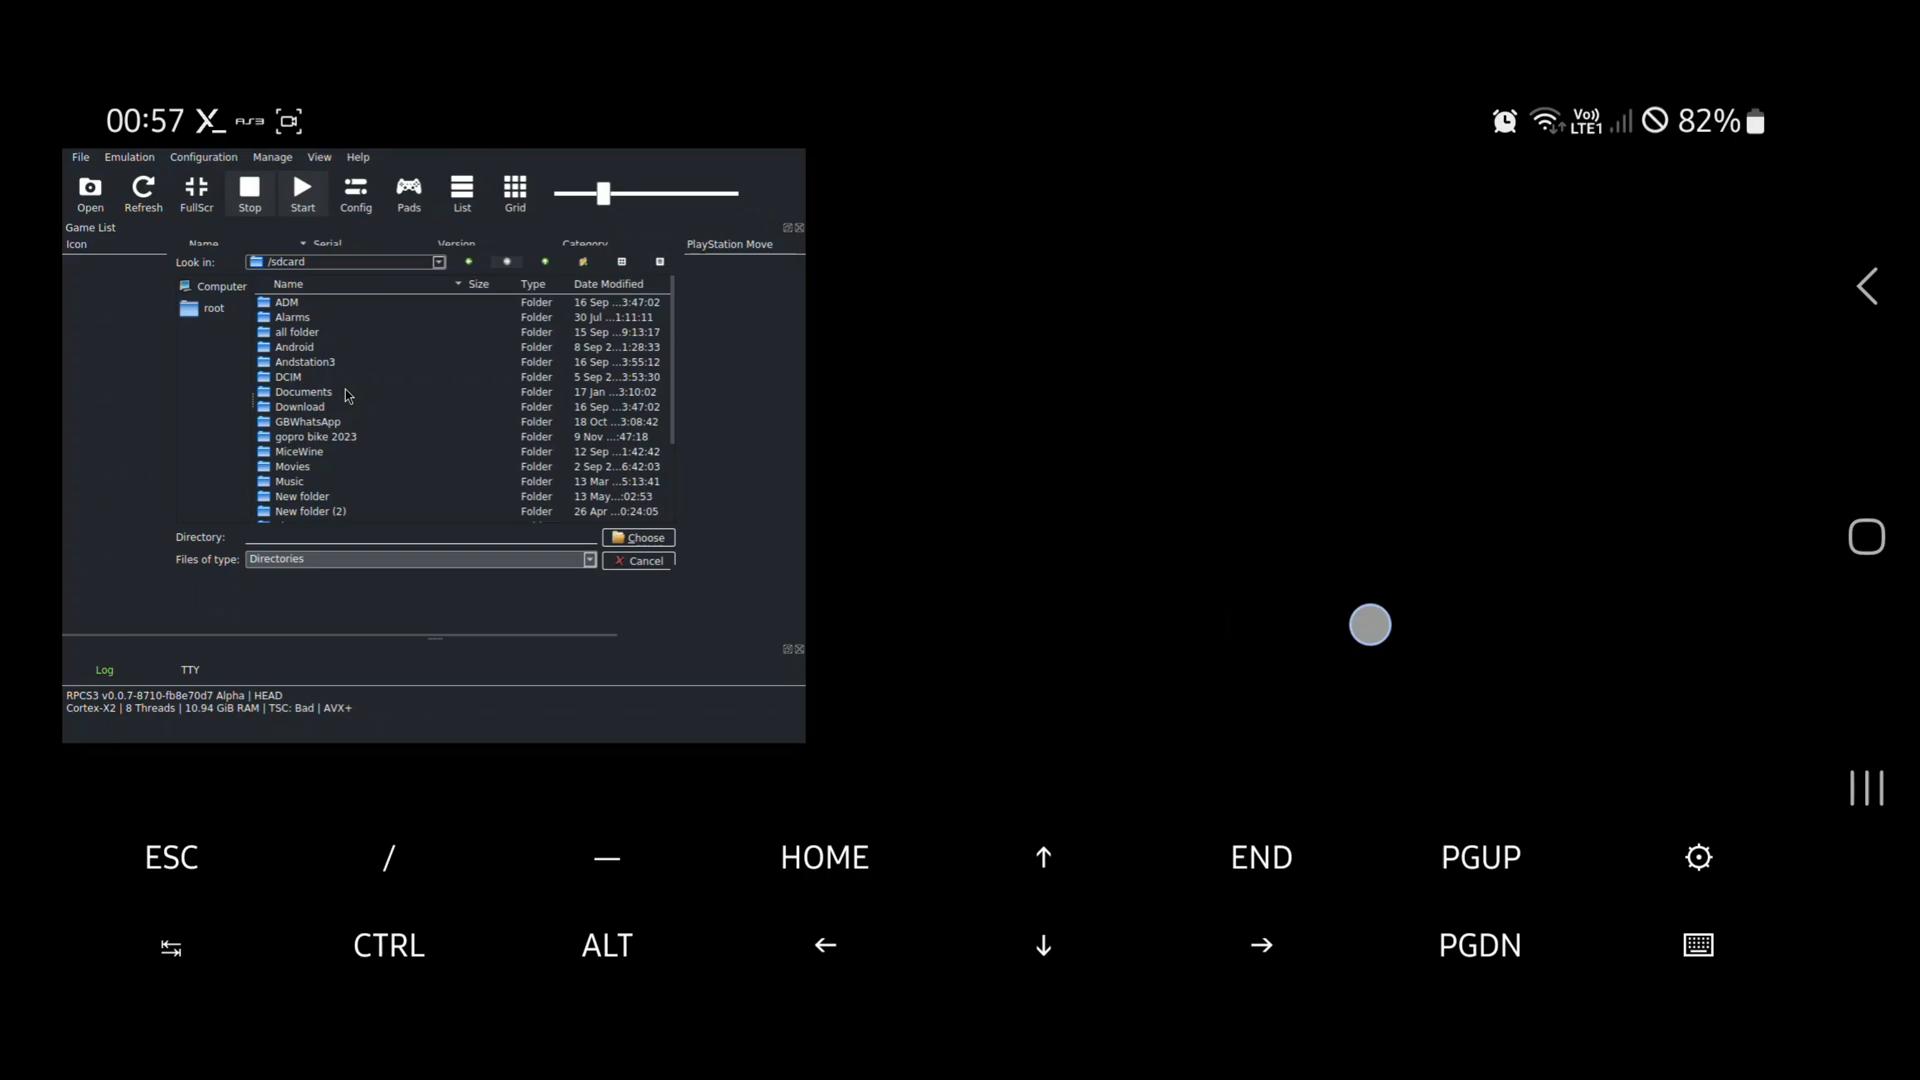 00:57
Vo))
LTE1
82%
File Emulation Configuration Manage View Help
Open Refresh FullScr Stop Start Config Pads List Grid
Game List
Icon Name Serial Version Category PlayStation Move
Look in: /sdcard
Computer
root
Name Size Type Date Modified
ADM Folder 16 Sep ...3:47:02
Alarms Folder 30 Jul ...1:11:11
all folder Folder 15 Sep ...9:13:17
Android Folder 8 Sep 2...1:28:33
Andstation3 Folder 16 Sep ...3:55:12
DCIM Folder 5 Sep 2...3:53:30
Documents Folder 17 Jan ...3:10:02
Download Folder 16 Sep ...3:47:02
GBWhatsApp Folder 18 Oct ...3:08:42
gopro bike 2023 Folder 9 Nov ...:47:18
MiceWine Folder 12 Sep ...1:42:42
Movies Folder 2 Sep 2...6:42:03
Music Folder 13 Mar ...5:13:41
New folder Folder 13 May...:02:53
New folder (2) Folder 26 Apr ...0:24:05
Directory: Choose
Files of type: Directories Cancel
Log TTY
RPCS3 v0.0.7-8710-fb8e70d7 Alpha | HEAD
Cortex-X2 | 8 Threads | 10.94 GiB RAM | TSC: Bad | AVX+
ESC / — HOME ↑ END PGUP
CTRL ALT ← ↓ → PGDN